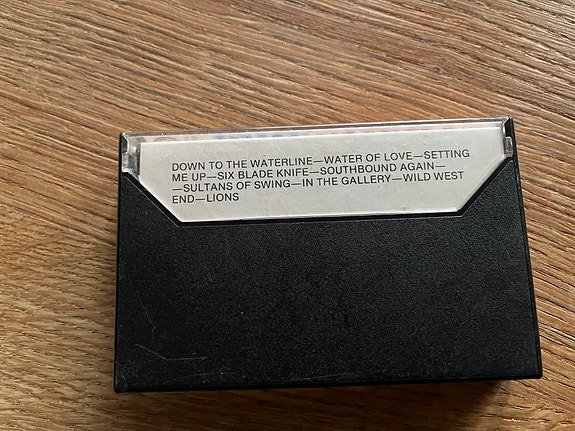 DOWN TO THE WATERLINE—WATER OF LOVE—SETTING
ME UP—SIX BLADE KNIFE—SOUTHBOUND AGAIN—
—SULTANS OF SWING—IN THE GALLERY—WILD WEST
END—LIONS